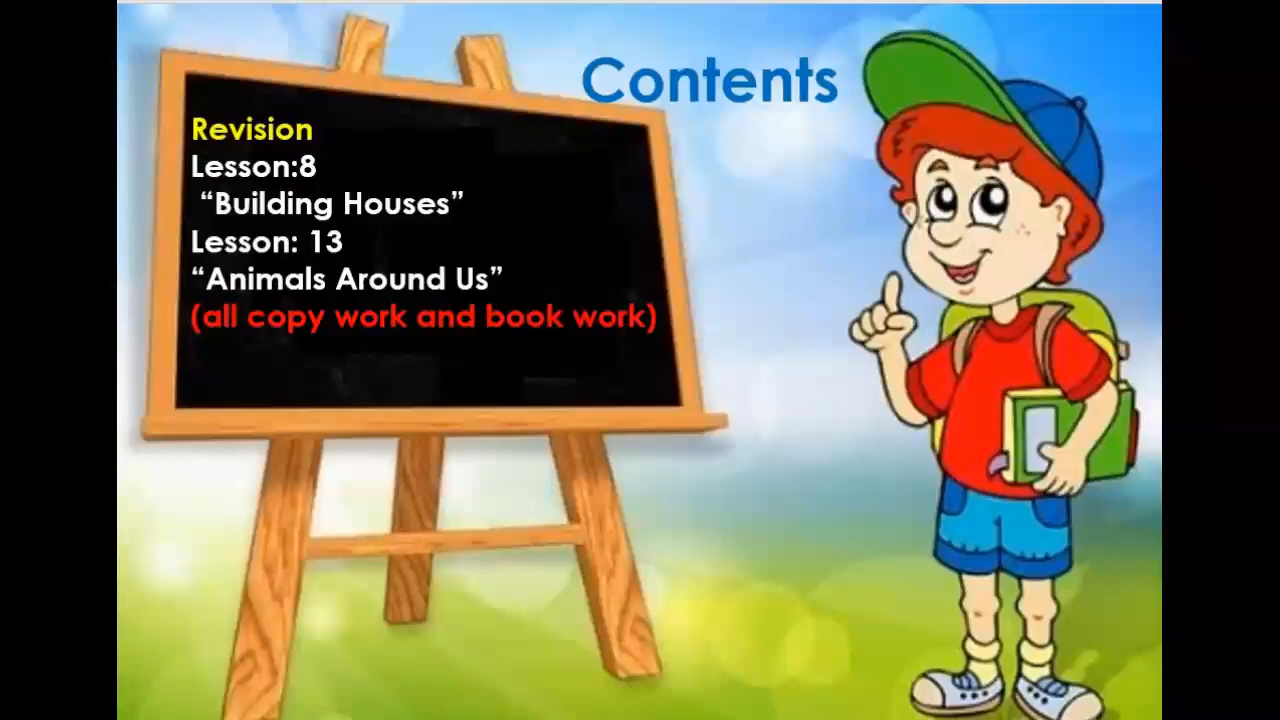 Contents
Revision
Lesson:8
“Building Houses”
Lesson: 13
“Animals Around Us”
(all copy work and book work)